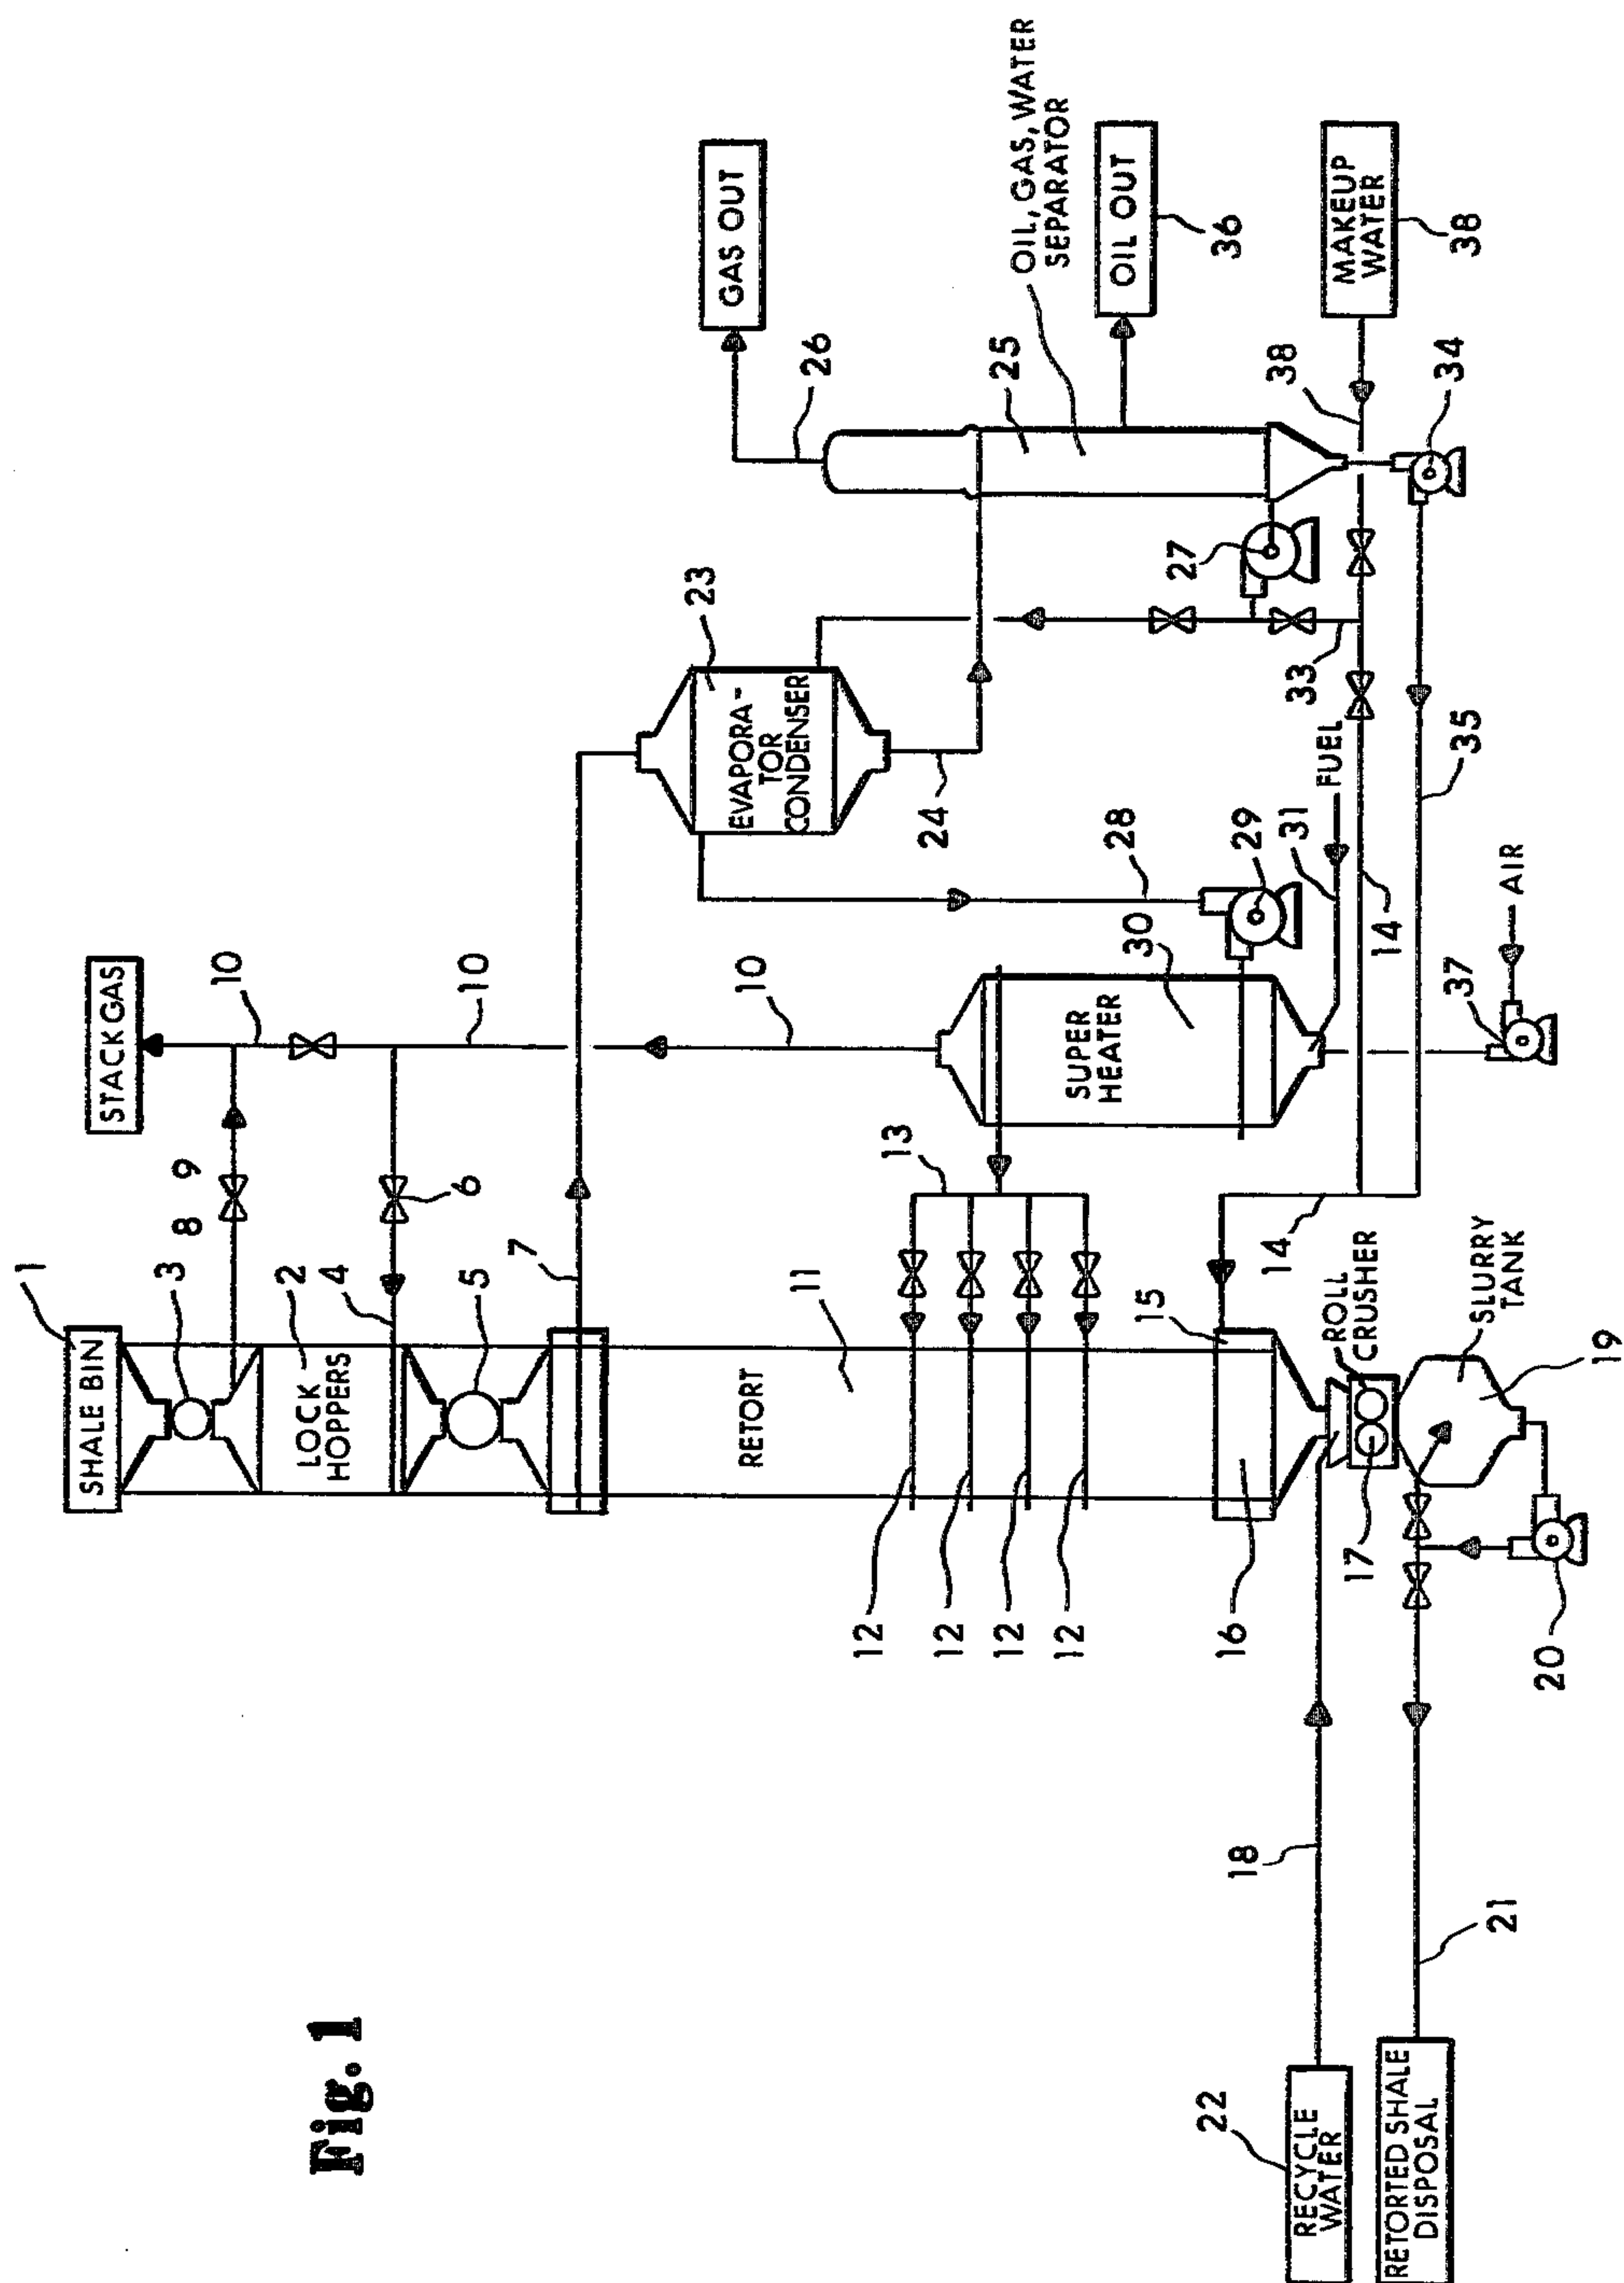 Fig. 1
SHALE BIN
1
3
2
LOCK
HOPPERS
4
5
6
7
8
9
10
STACK GAS
10
10
RETORT
11
12
12
12
12
13
14
15
16
17
ROLL
CRUSHER
SLURRY
TANK
19
20
18
21
22
RECYCLE
WATER
RETORTED SHALE
DISPOSAL
SUPER
HEATER
30
EVAPORA-
TOR
CONDENSER
23
24
28
29
31
FUEL
14
35
AIR
37
33
27
25
26
GAS OUT
OIL, GAS, WATER
SEPARATOR
OIL OUT
36
38
MAKEUP
WATER
38
34